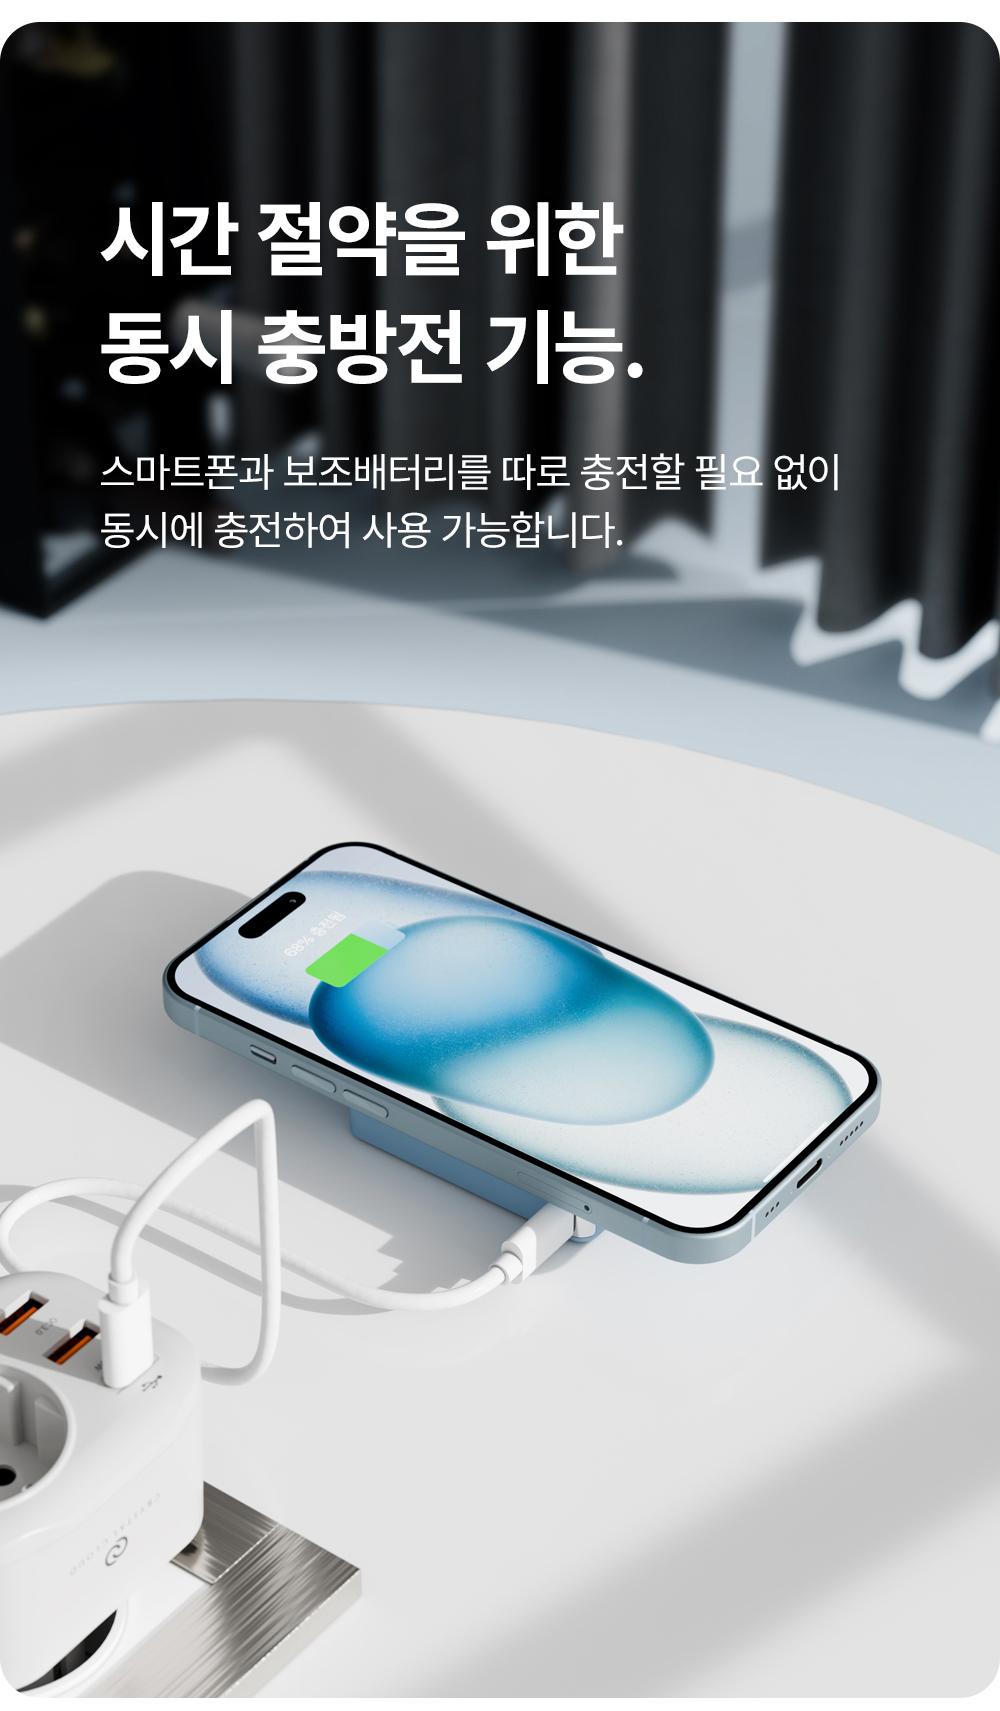 시간 절약을 위한
동시 충방전 기능.
스마트폰과 보조배터리를 따로 충전할 필요 없이
동시에 충전하여 사용 가능합니다.
68% 충전됨
CRYSTAL CLOUD